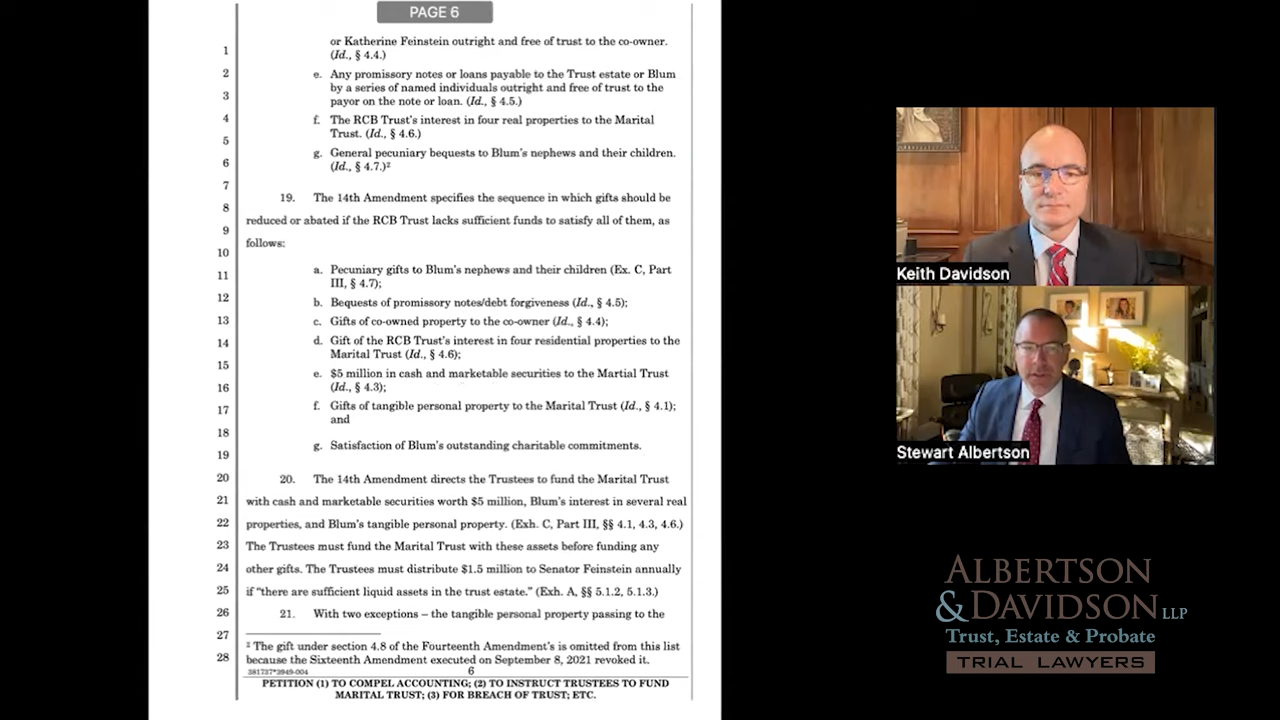 PAGE 6
or Katherine Feinstein outright and free of trust to the co-owner.
1
(Id., § 4.4.)
2
e. Any promissory notes or loans payable to the Trust estate or Blum
by a series of named individuals outright and free of trust to the
3
payor on the note or loan. (Id., § 4.5.)
4
f. The RCB Trust's interest in four real properties to the Marital
5
Trust. (Id., § 4.6.)
6
g. General pecuniary bequests to Blum's nephews and their children.
(Id., § 4.7.)²
7
19. The 14th Amendment specifies the sequence in which gifts should be
8
reduced or abated if the RCB Trust lacks sufficient funds to satisfy all of them, as
9
follows:
10
a. Pecuniary gifts to Blum's nephews and their children (Ex. C, Part
11
III, § 4.7);
12
b. Bequests of promissory notes/debt forgiveness (Id., § 4.5);
13
c. Gifts of co-owned property to the co-owner (Id., § 4.4);
14
d. Gift of the RCB Trust's interest in four residential properties to the
Marital Trust (Id., § 4.6);
15
e. $5 million in cash and marketable securities to the Martial Trust
16
(Id., § 4.3);
17
f. Gifts of tangible personal property to the Marital Trust (Id., § 4.1);
and
18
g. Satisfaction of Blum's outstanding charitable commitments.
19
20 20. The 14th Amendment directs the Trustees to fund the Marital Trust
21 with cash and marketable securities worth $5 million, Blum's interest in several real
22 properties, and Blum's tangible personal property. (Exh. C, Part III, §§ 4.1, 4.3, 4.6.)
23 The Trustees must fund the Marital Trust with these assets before funding any
24 other gifts. The Trustees must distribute $1.5 million to Senator Feinstein annually
25 if "there are sufficient liquid assets in the trust estate." (Exh. A, §§ 5.1.2, 5.1.3.)
26 21. With two exceptions – the tangible personal property passing to the
27
² The gift under section 4.8 of the Fourteenth Amendment's is omitted from this list
28 because the Sixteenth Amendment executed on September 8, 2021 revoked it.
381737*2949-004
6
PETITION (1) TO COMPEL ACCOUNTING; (2) TO INSTRUCT TRUSTEES TO FUND
MARITAL TRUST; (3) FOR BREACH OF TRUST; ETC.
Keith Davidson
Stewart Albertson
ALBERTSON
& DAVIDSON LLP
Trust, Estate & Probate
TRIAL LAWYERS